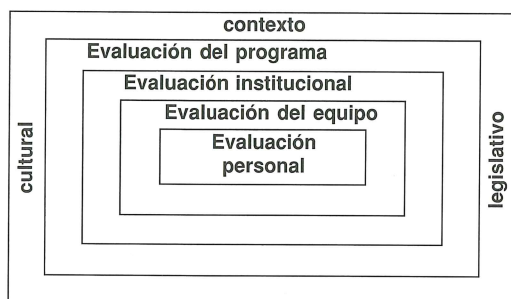 contexto
Evaluación del programa
Evaluación institucional
Evaluación del equipo
Evaluación
personal
cultural
legislativo